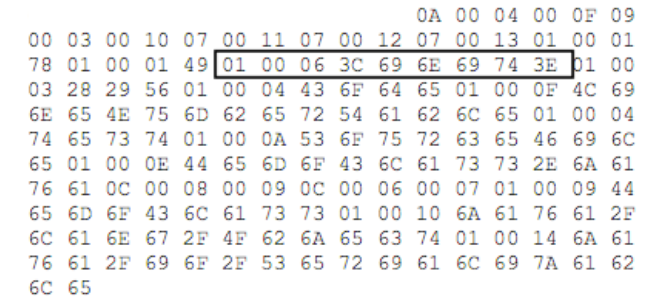 0A 00 04 00 0F 09
00 03 00 10 07 00 11 07 00 12 07 00 13 01 00 01
78 01 00 01 49 01 00 06 3C 69 6E 69 74 3E 01 00
03 28 29 56 01 00 04 43 6F 64 65 01 00 0F 4C 69
6E 65 4E 75 6D 62 65 72 54 61 62 6C 65 01 00 04
74 65 73 74 01 00 0A 53 6F 75 72 63 65 46 69 6C
65 01 00 0E 44 65 6D 6F 43 6C 61 73 73 2E 6A 61
76 61 0C 00 08 00 09 0C 00 06 00 07 01 00 09 44
65 6D 6F 43 6C 61 73 73 01 00 10 6A 61 76 61 2F
6C 61 6E 67 2F 4F 62 6A 65 63 74 01 00 14 6A 61
76 61 2F 69 6F 2F 53 65 72 69 61 6C 69 7A 61 62
6C 65